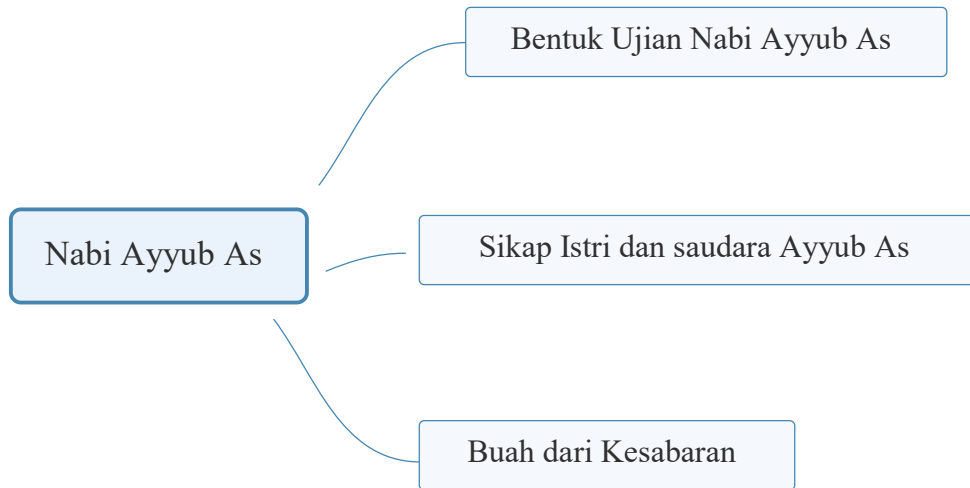 Bentuk Ujian Nabi Ayyub As
Nabi Ayyub As
Sikap Istri dan saudara Ayyub As
Buah dari Kesabaran